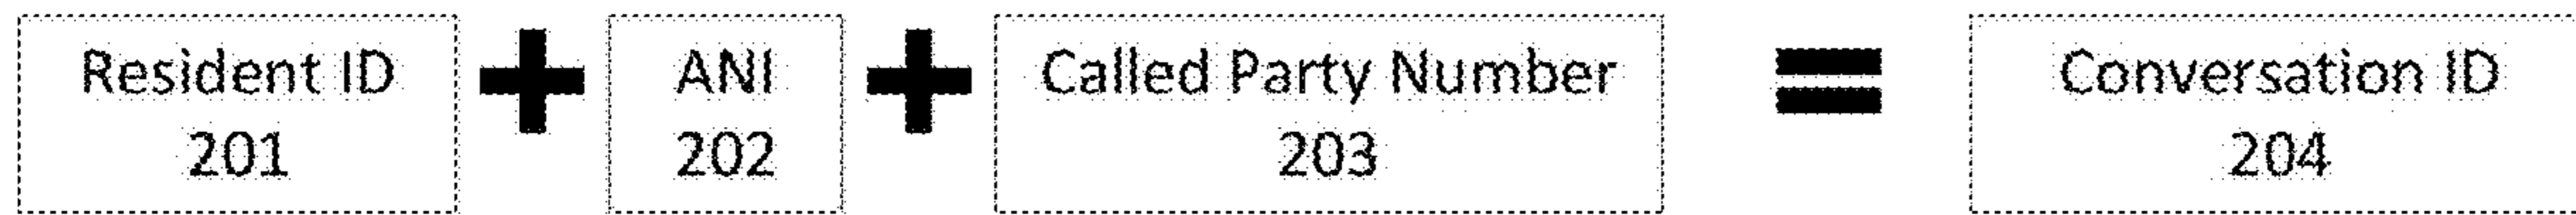 Resident ID + ANI + Called Party Number = Conversation ID
201 202 203 204